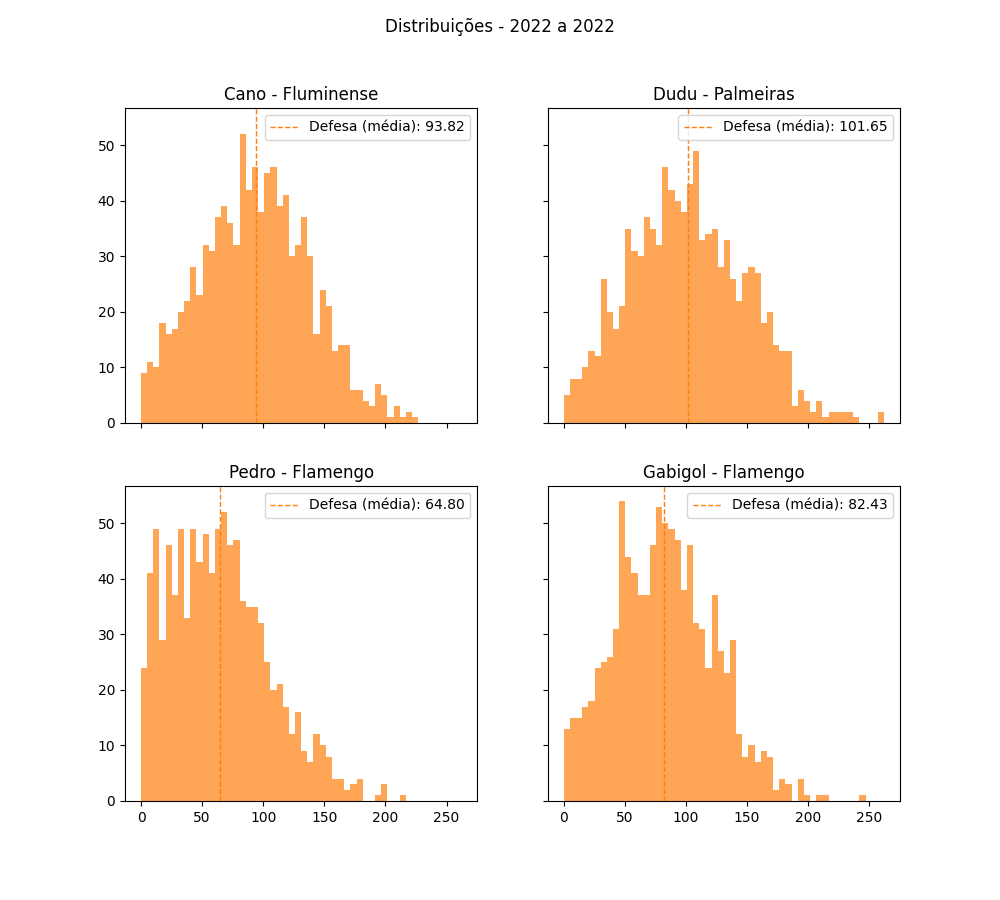 Distribuições - 2022 a 2022
Cano - Fluminense
Defesa (média): 93.82
0
10
20
30
40
50
Dudu - Palmeiras
Defesa (média): 101.65
Pedro - Flamengo
Defesa (média): 64.80
0
10
20
30
40
50
0 50 100 150 200 250
Gabigol - Flamengo
Defesa (média): 82.43
0 50 100 150 200 250